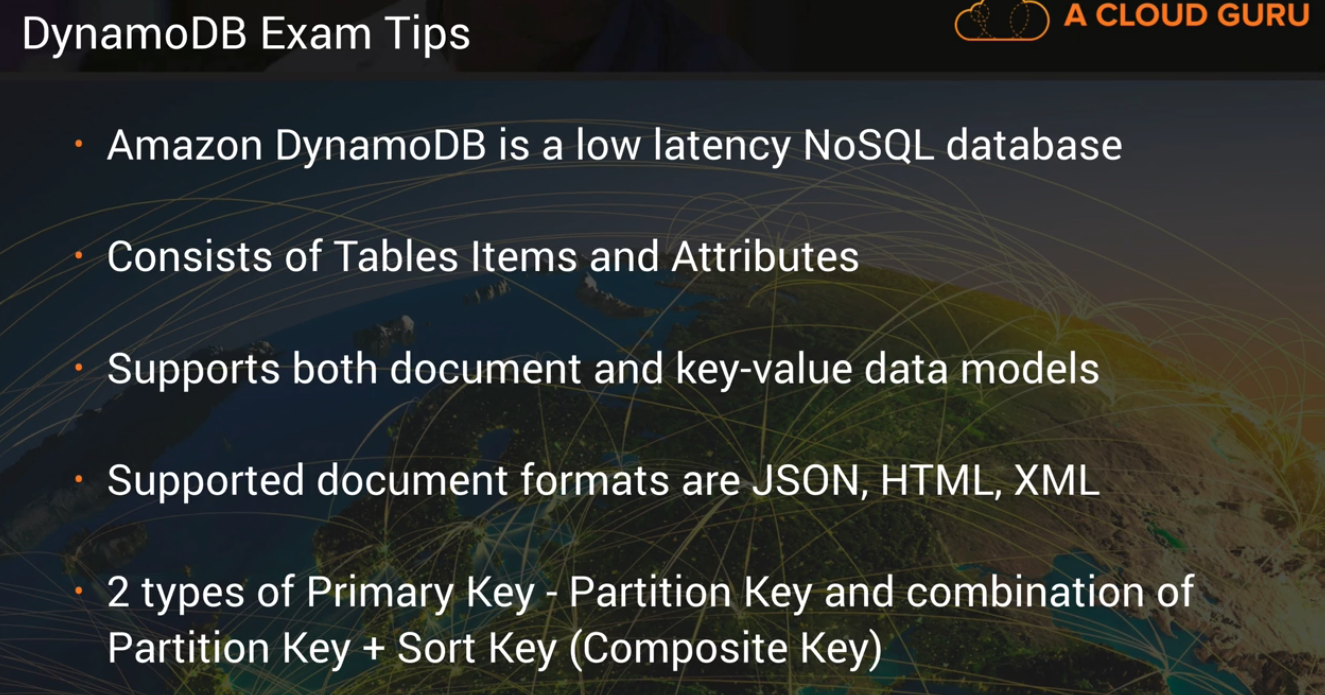 DynamoDB Exam Tips
A CLOUD GURU
• Amazon DynamoDB is a low latency NoSQL database
• Consists of Tables Items and Attributes
• Supports both document and key-value data models
• Supported document formats are JSON, HTML, XML
• 2 types of Primary Key - Partition Key and combination of
Partition Key + Sort Key (Composite Key)